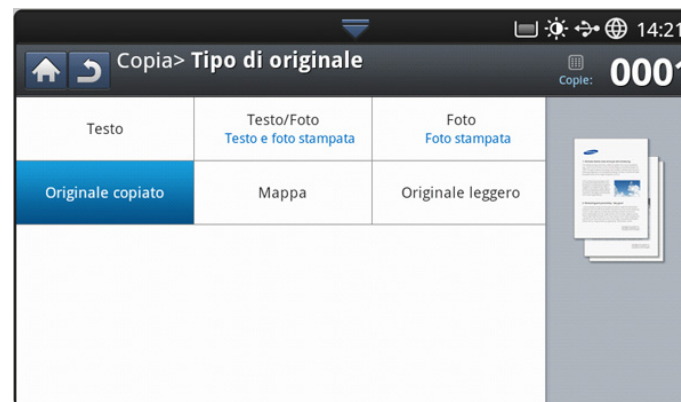 14:21
Copia> Tipo di originale
Copie: 0001
Testo
Testo/Foto
Testo e foto stampata
Foto
Foto stampata
Originale copiato
Mappa
Originale leggero